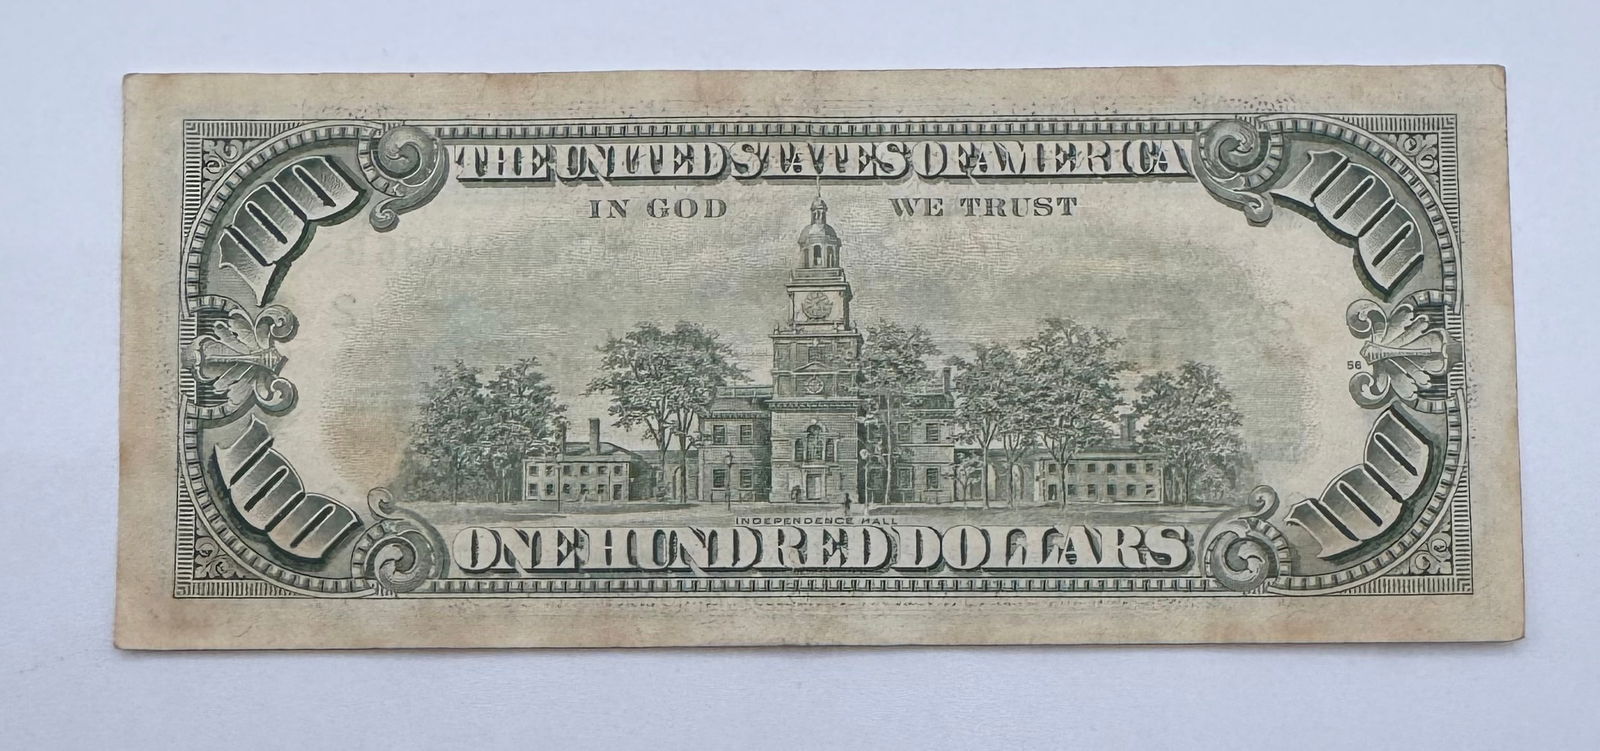 100 THE UNITED STATES OF AMERICA 100
IN GOD WE TRUST
56
INDEPENDENCE HALL
100 ONE HUNDRED DOLLARS 100